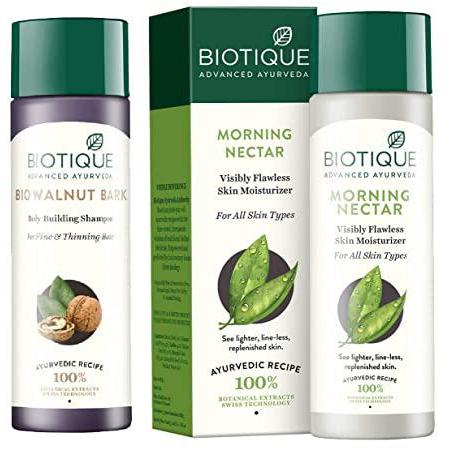 BIOTIQUE
ADVANCED AYURVEDA
BIO WALNUT BARK
Body Building Shampoo
For Fine & Thinning Hair
AYURVEDIC RECIPE
100%
BOTANICAL EXTRACTS
SWISS TECHNOLOGY
BIOTIQUE
ADVANCED AYURVEDA
MORNING
NECTAR
Visibly Flawless
Skin Moisturizer
For All Skin Types
See lighter, line-less,
replenished skin.
AYURVEDIC RECIPE
100%
BOTANICAL EXTRACTS
SWISS TECHNOLOGY
BIOTIQUE
ADVANCED AYURVEDA
MORNING
NECTAR
Visibly Flawless
Skin Moisturizer
For All Skin Types
See lighter, line-less,
replenished skin.
AYURVEDIC RECIPE
100%
BOTANICAL EXTRACTS
SWISS TECHNOLOGY